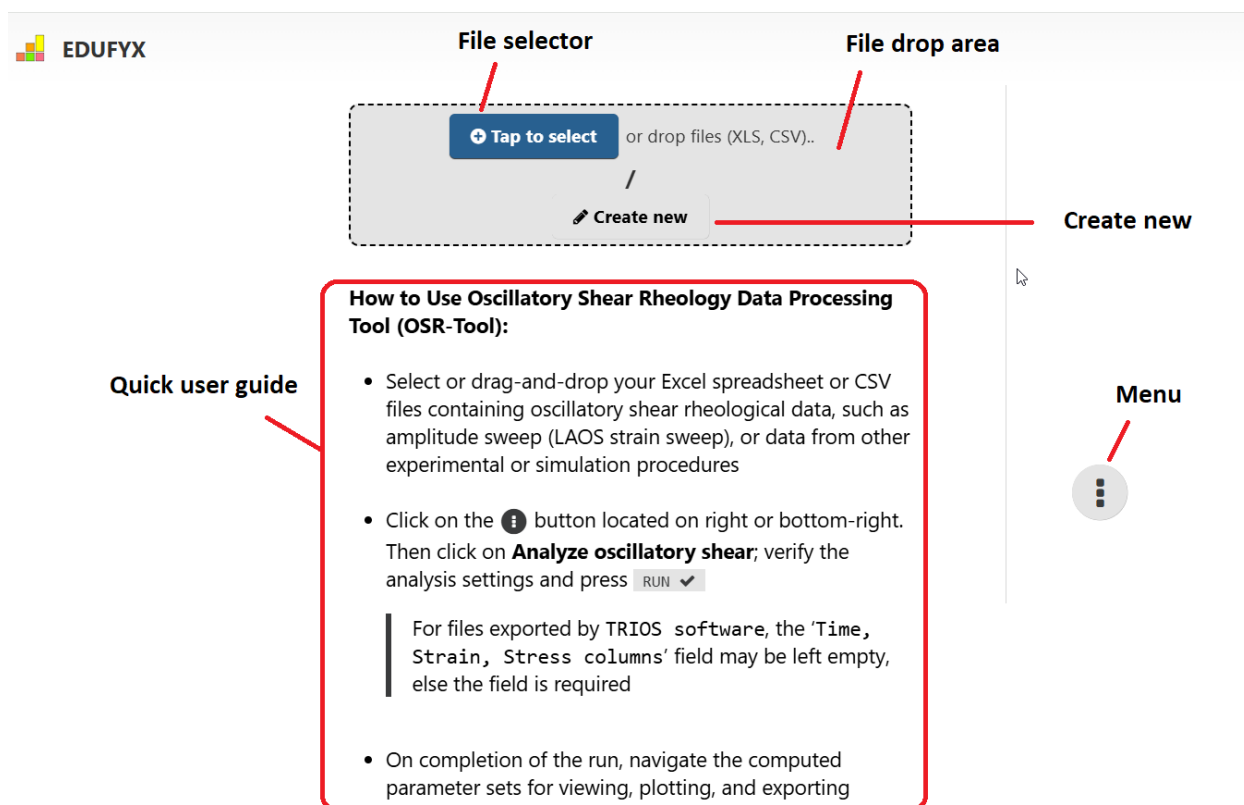 EDUFYX
File selector
File drop area
Tap to select or drop files (XLS, CSV)..
/
Create new
Create new
How to Use Oscillatory Shear Rheology Data Processing
Tool (OSR-Tool):
Quick user guide
• Select or drag-and-drop your Excel spreadsheet or CSV
files containing oscillatory shear rheological data, such as
amplitude sweep (LAOS strain sweep), or data from other
experimental or simulation procedures
Menu
• Click on the button located on right or bottom-right.
Then click on Analyze oscillatory shear; verify the
analysis settings and press RUN ✔
For files exported by TRIOS software, the ‘Time,
Strain, Stress columns’ field may be left empty,
else the field is required
• On completion of the run, navigate the computed
parameter sets for viewing, plotting, and exporting